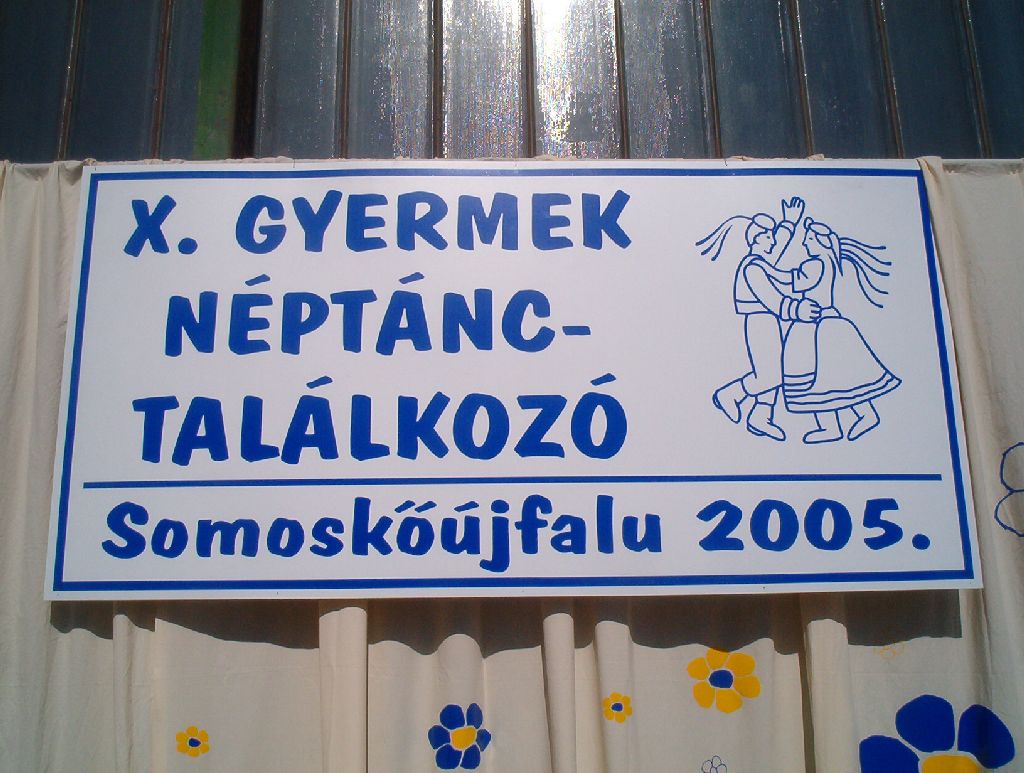 X. GYERMEK
NÉPTÁNC-
TALÁLKOZÓ
Somoskőújfalu 2005.